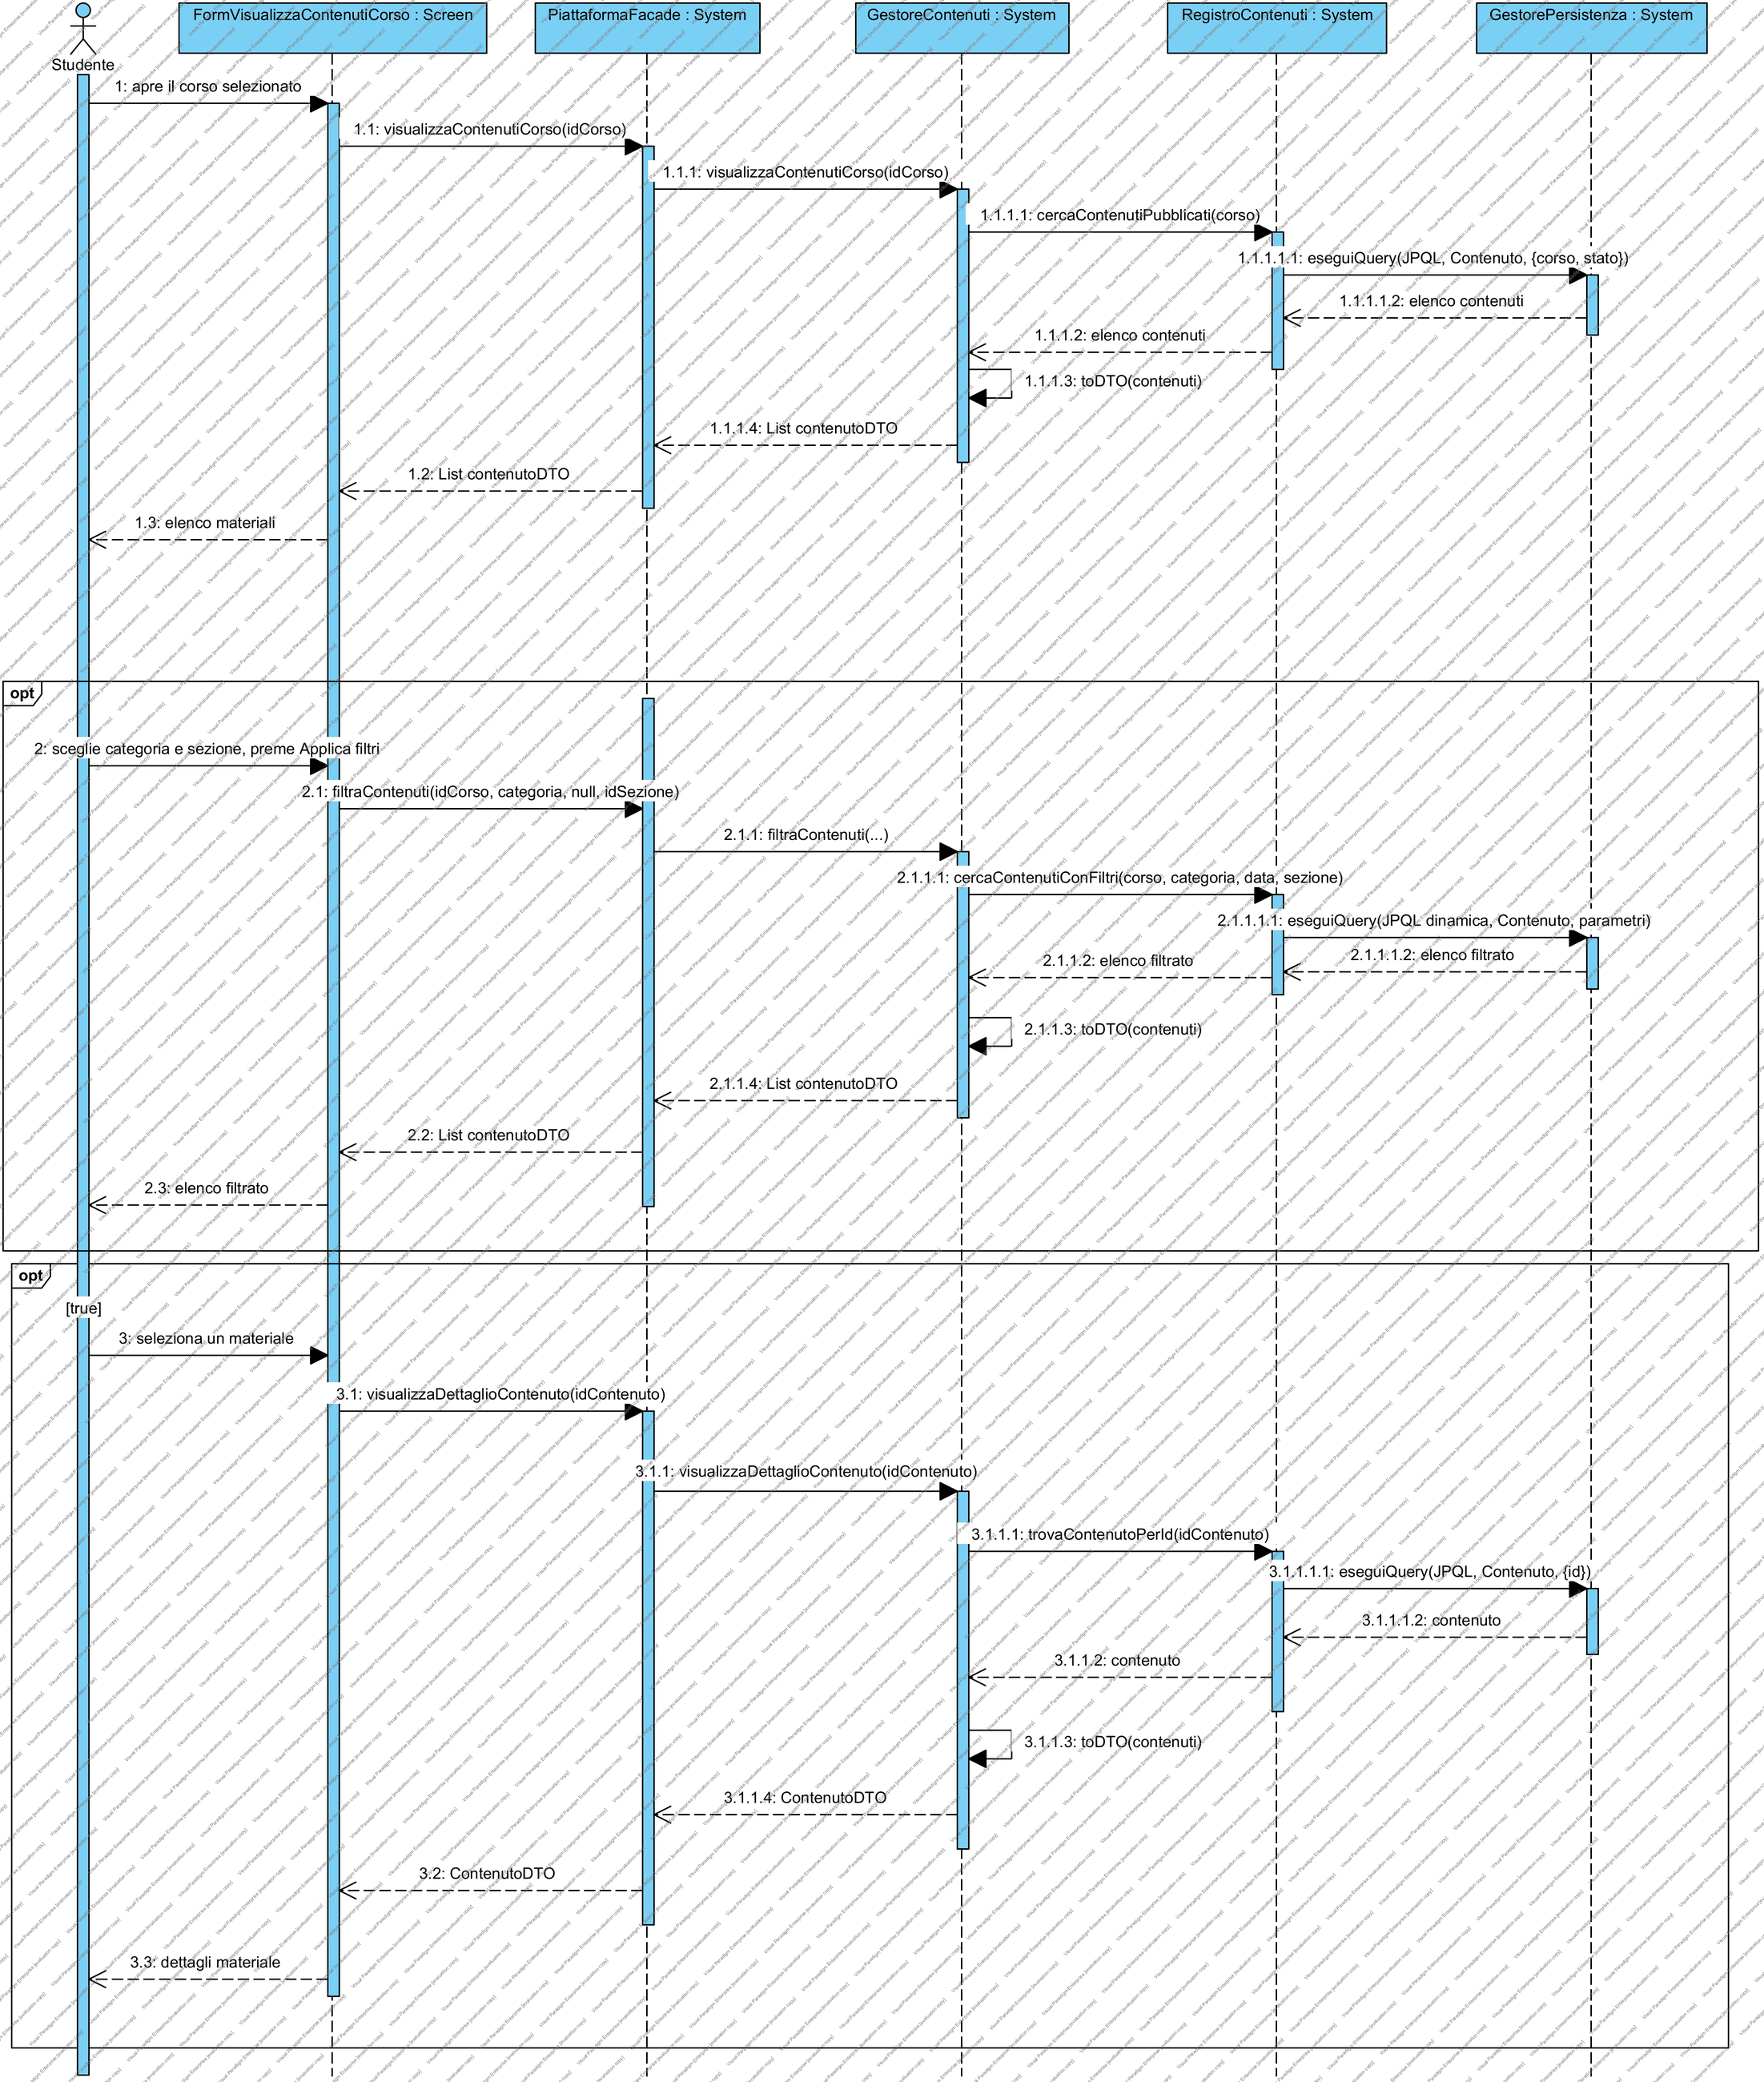 FormVisualizzaContenutiCorso : Screen
PiattaformaFacade : System
GestoreContenuti : System
RegistroContenuti : System
GestorePersistenza : System
Studente
1: apre il corso selezionato
1.1: visualizzaContenutiCorso(idCorso)
1.1.1: visualizzaContenutiCorso(idCorso)
1.1.1.1: cercaContenutiPubblicati(corso)
1.1.1.1.1: eseguiQuery(JPQL, Contenuto, {corso, stato})
1.1.1.1.2: elenco contenuti
1.1.1.2: elenco contenuti
1.1.1.3: toDTO(contenuti)
1.1.1.4: List contenutoDTO
1.2: List contenutoDTO
1.3: elenco materiali
opt
2: sceglie categoria e sezione, preme Applica filtri
2.1: filtraContenuti(idCorso, categoria, null, idSezione)
2.1.1: filtraContenuti(...)
2.1.1.1: cercaContenutiConFiltri(corso, categoria, data, sezione)
2.1.1.1.1: eseguiQuery(JPQL dinamica, Contenuto, parametri)
2.1.1.1.2: elenco filtrato
2.1.1.2: elenco filtrato
2.1.1.3: toDTO(contenuti)
2.1.1.4: List contenutoDTO
2.2: List contenutoDTO
2.3: elenco filtrato
opt
[true]
3: seleziona un materiale
3.1: visualizzaDettaglioContenuto(idContenuto)
3.1.1: visualizzaDettaglioContenuto(idContenuto)
3.1.1.1: trovaContenutoPerId(idContenuto)
3.1.1.1.1: eseguiQuery(JPQL, Contenuto, {id})
3.1.1.1.2: contenuto
3.1.1.2: contenuto
3.1.1.3: toDTO(contenuti)
3.1.1.4: ContenutoDTO
3.2: ContenutoDTO
3.3: dettagli materiale
Visual Paradigm Enterprise [evaluation copy]